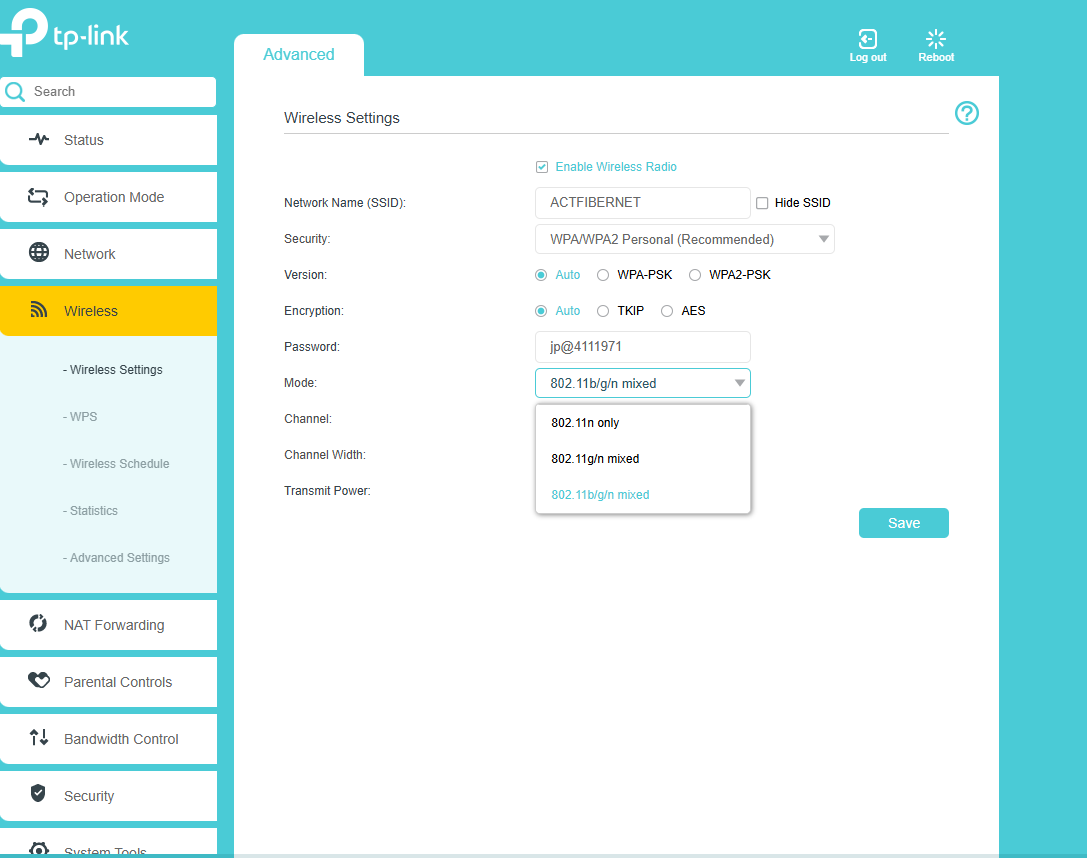 tp-link
Advanced
Log out
Reboot
Search
Wireless Settings
Status
Enable Wireless Radio
Operation Mode
Network Name (SSID):
ACTFIBERNET
Hide SSID
Security:
WPA/WPA2 Personal (Recommended)
Network
Version:
Auto
WPA-PSK
WPA2-PSK
Encryption:
Auto
TKIP
AES
Wireless
Password:
jp@4111971
- Wireless Settings
Mode:
802.11b/g/n mixed
- WPS
Channel:
802.11n only
- Wireless Schedule
Channel Width:
802.11g/n mixed
Transmit Power:
802.11b/g/n mixed
- Statistics
Save
- Advanced Settings
NAT Forwarding
Parental Controls
Bandwidth Control
Security
System Tools